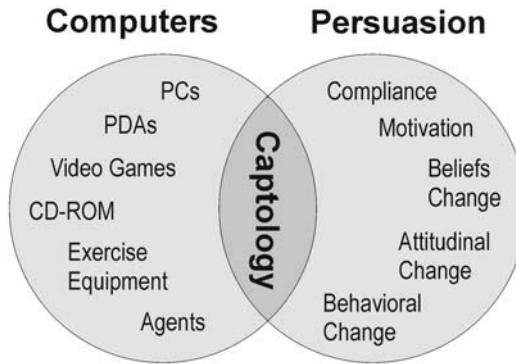 Computers
Persuasion
PCs
PDAs
Video Games
CD-ROM
Exercise
Equipment
Agents
Captology
Compliance
Motivation
Beliefs
Change
Attitudinal
Change
Behavioral
Change